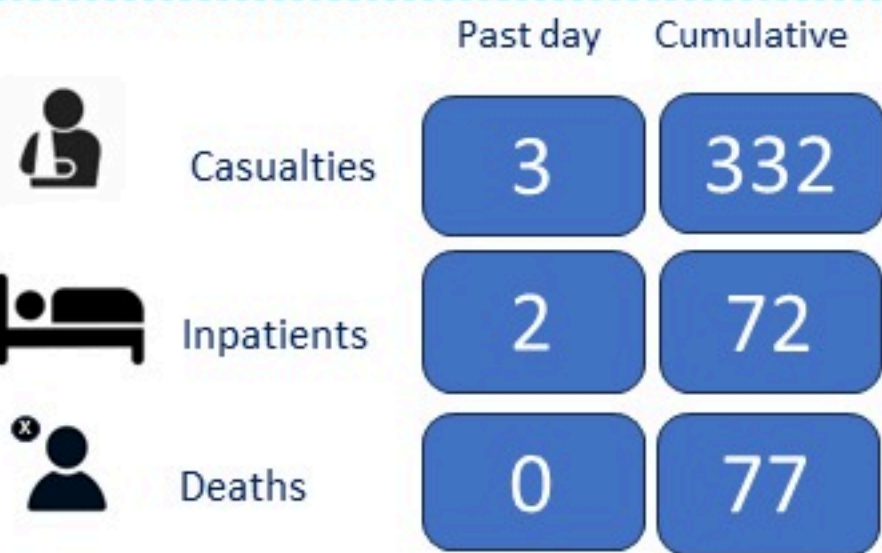 Past day Cumulative
Casualties 3 332
Inpatients 2 72
X
Deaths 0 77